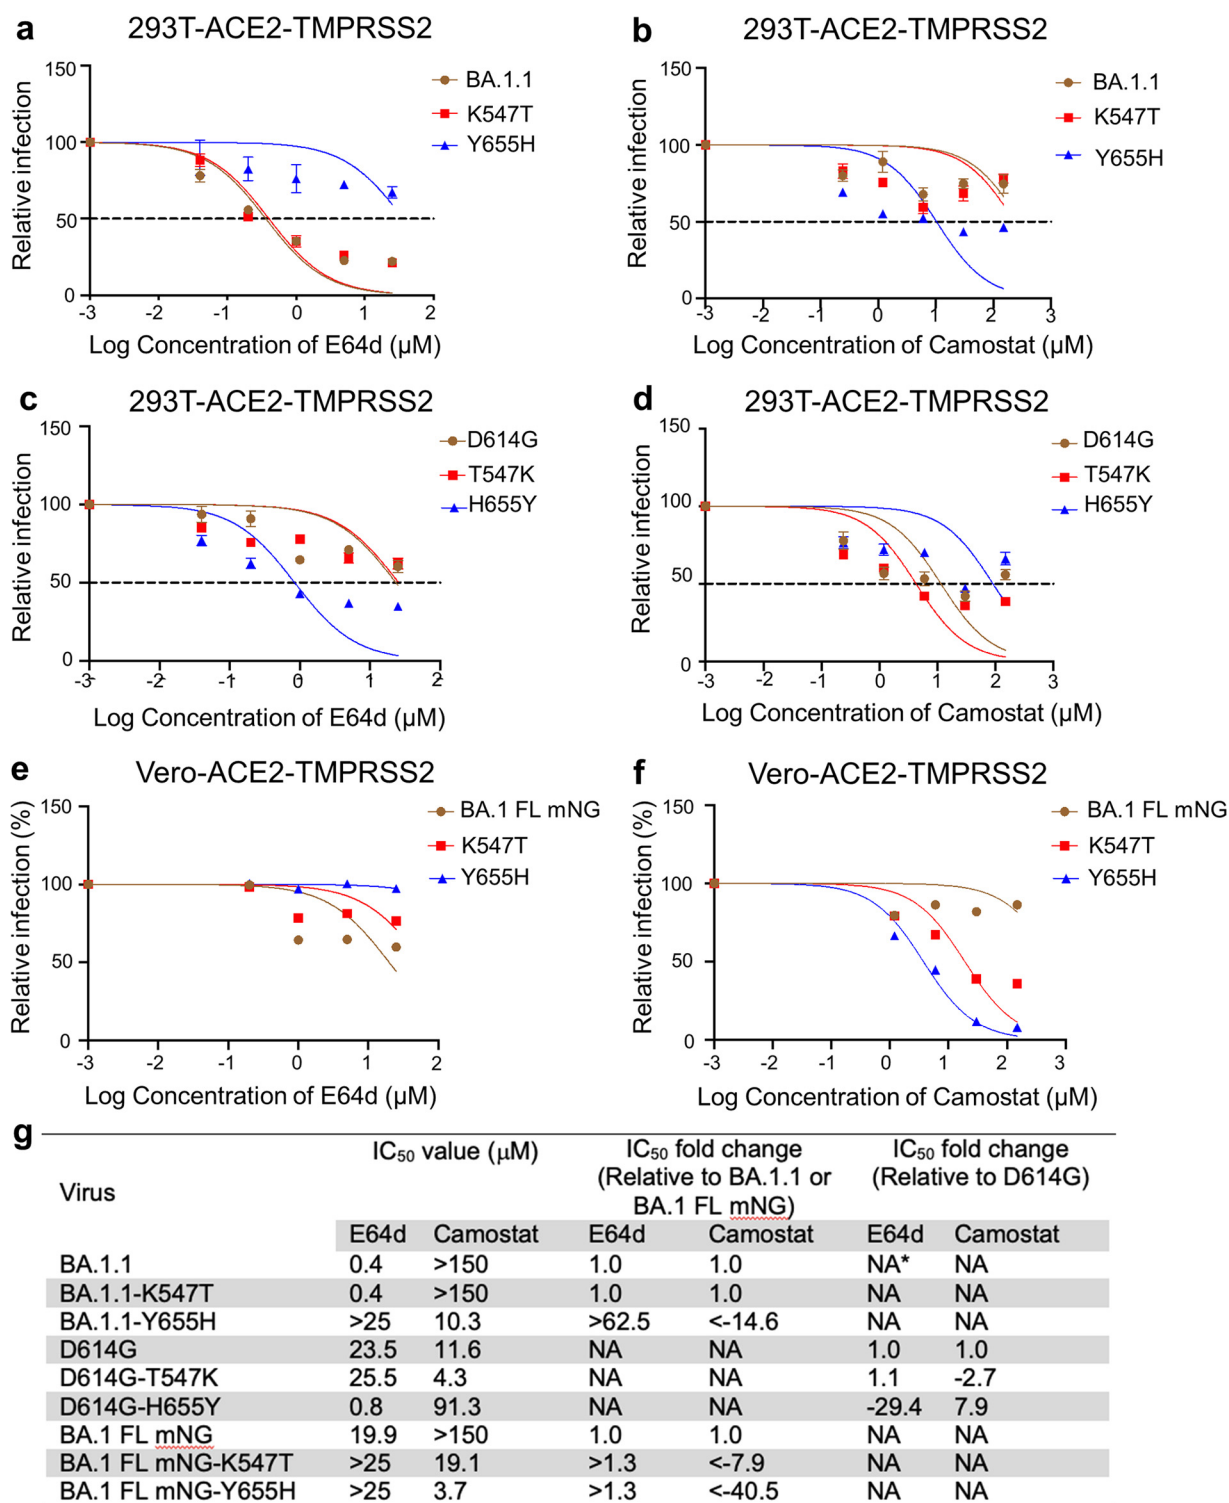 a
293T-ACE2-TMPRSS2
Relative infection
150
100
50
0
-3
-2
-1
0
1
2
Log Concentration of E64d (µM)
BA.1.1
K547T
Y655H
b
293T-ACE2-TMPRSS2
Relative infection
150
100
50
0
-3
-2
-1
0
1
2
3
Log Concentration of Camostat (µM)
BA.1.1
K547T
Y655H
c
293T-ACE2-TMPRSS2
Relative infection
150
100
50
0
-3
-2
-1
0
1
2
Log Concentration of E64d (µM)
D614G
T547K
H655Y
d
293T-ACE2-TMPRSS2
Relative infection
150
100
50
0
-3
-2
-1
0
1
2
3
Log Concentration of Camostat (µM)
D614G
T547K
H655Y
e
Vero-ACE2-TMPRSS2
Relative infection (%)
150
100
50
0
-3
-2
-1
0
1
2
Log Concentration of E64d (µM)
BA.1 FL mNG
K547T
Y655H
f
Vero-ACE2-TMPRSS2
Relative infection (%)
150
100
50
0
-3
-2
-1
0
1
2
3
Log Concentration of Camostat (µM)
BA.1 FL mNG
K547T
Y655H
g
Virus
IC50 value (µM)
IC50 fold change
(Relative to BA.1.1 or
BA.1 FL mNG)
IC50 fold change
(Relative to D614G)
E64d Camostat E64d Camostat E64d Camostat
BA.1.1 0.4 >150 1.0 1.0 NA* NA
BA.1.1-K547T 0.4 >150 1.0 1.0 NA NA
BA.1.1-Y655H >25 10.3 >62.5 <-14.6 NA NA
D614G 23.5 11.6 NA NA 1.0 1.0
D614G-T547K 25.5 4.3 NA NA 1.1 -2.7
D614G-H655Y 0.8 91.3 NA NA -29.4 7.9
BA.1 FL mNG 19.9 >150 1.0 1.0 NA NA
BA.1 FL mNG-K547T >25 19.1 >1.3 <-7.9 NA NA
BA.1 FL mNG-Y655H >25 3.7 >1.3 <-40.5 NA NA